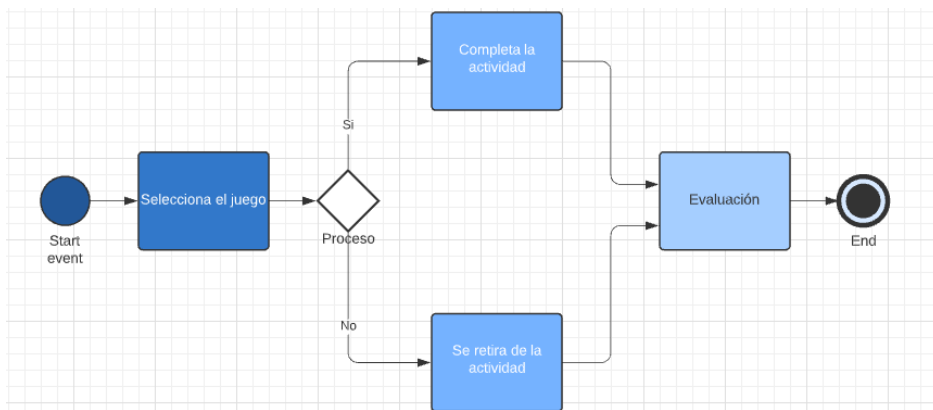 Completa la
actividad
Si
Selecciona el juego
Evaluación
Start
event
Proceso
End
No
Se retira de la
actividad